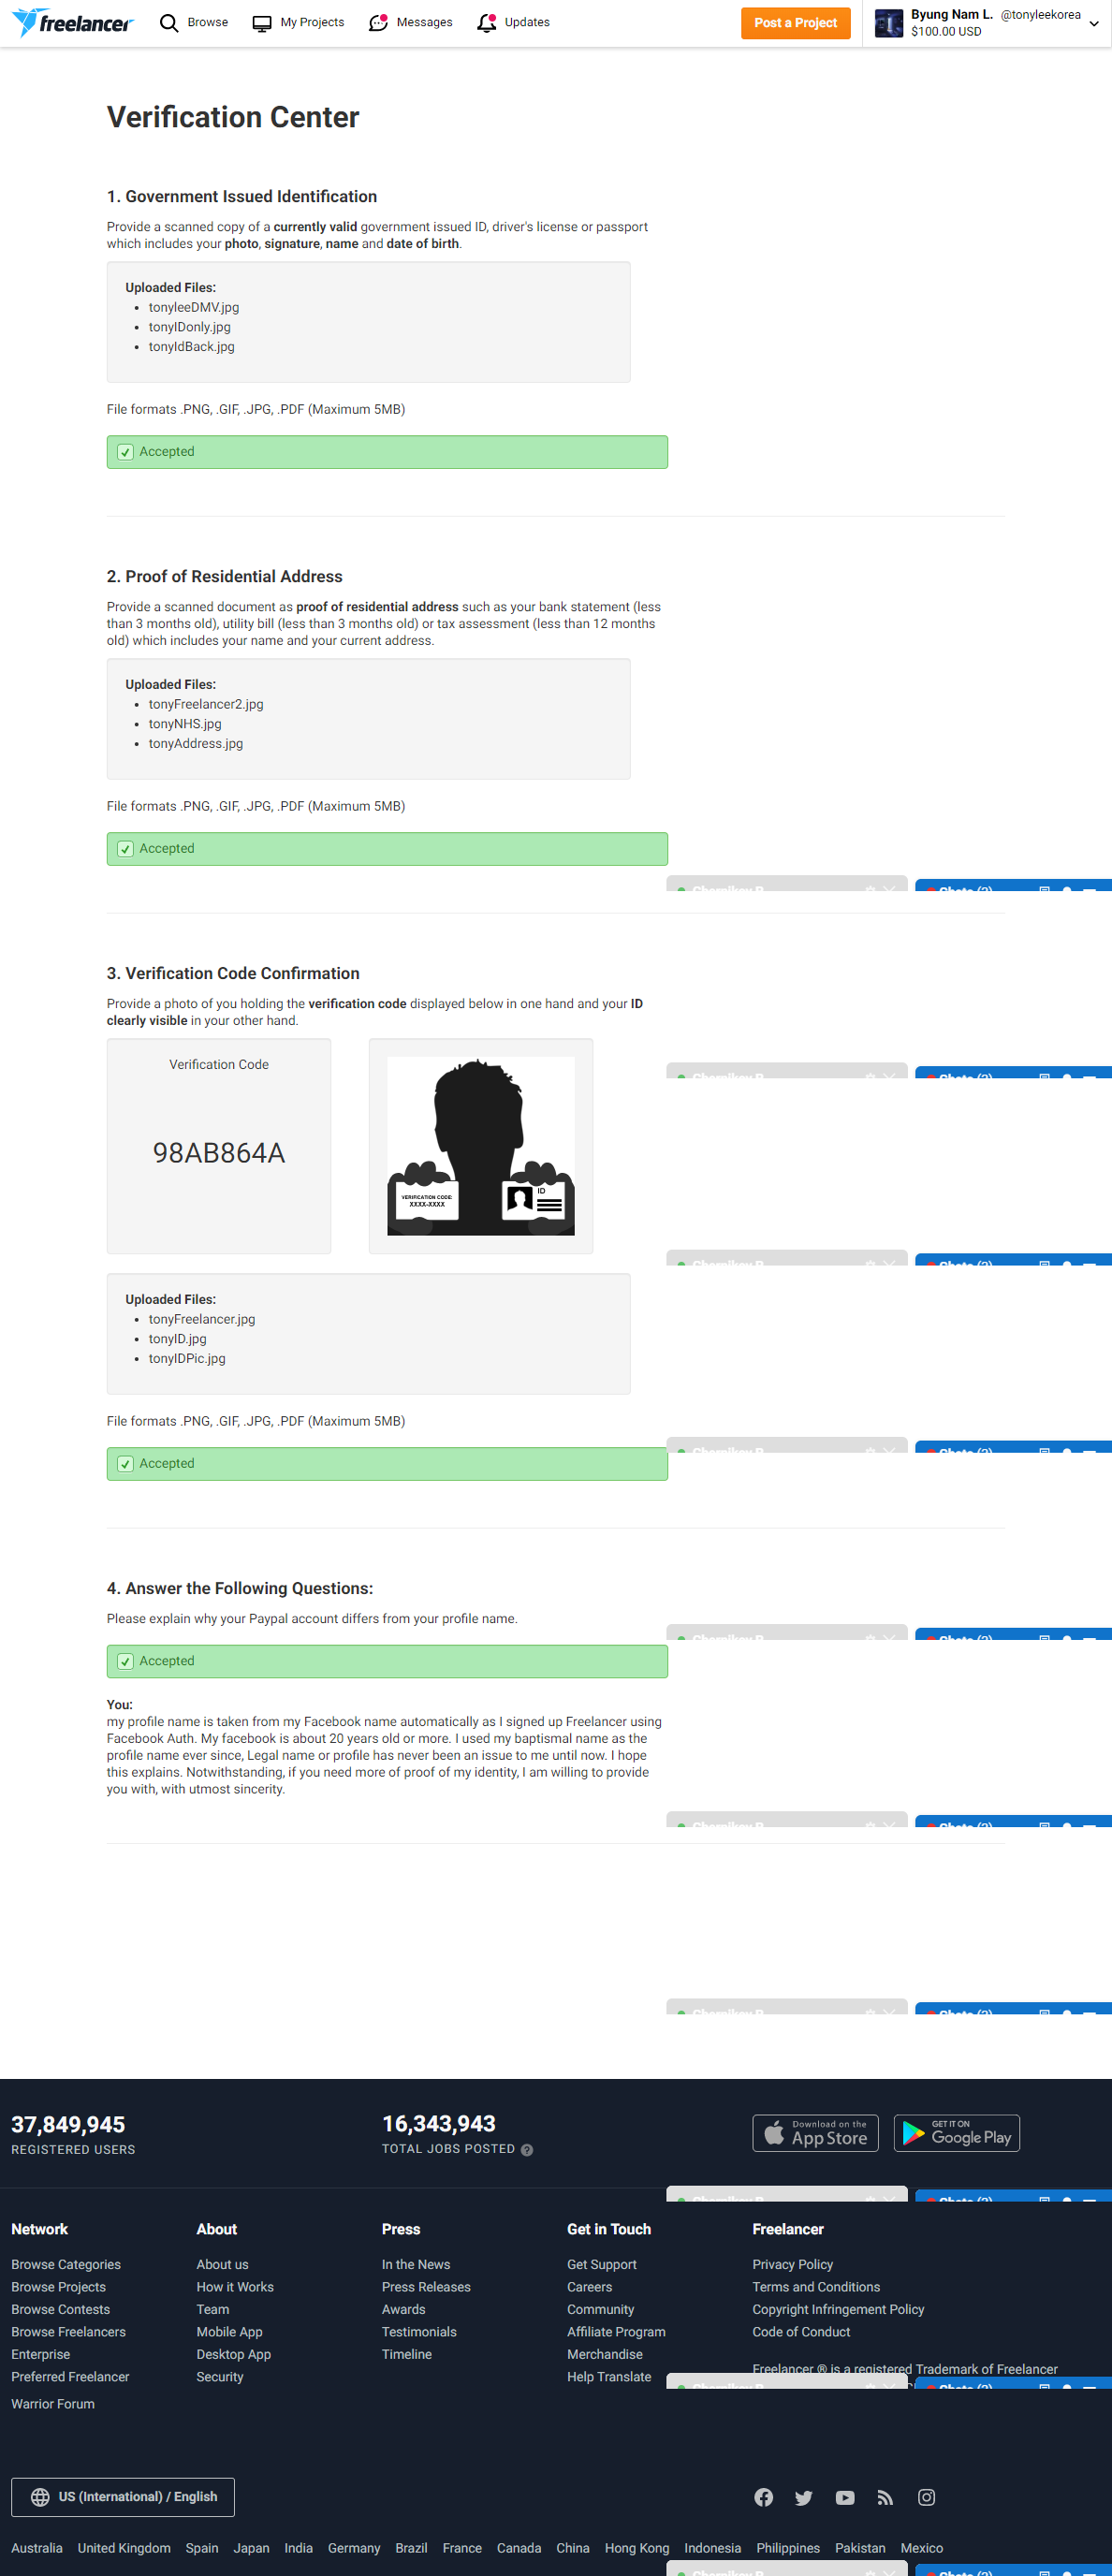 freelancer
Browse
My Projects
Messages
Updates
Post a Project
Byung Nam L. @tonyleekorea
$100.00 USD
Verification Center
1. Government Issued Identification
Provide a scanned copy of a currently valid government issued ID, driver's license or passport
which includes your photo, signature, name and date of birth.
Uploaded Files:
• tonyleeDMV.jpg
• tonyIDonly.jpg
• tonyIdBack.jpg
File formats .PNG, .GIF, .JPG, .PDF (Maximum 5MB)
Accepted
2. Proof of Residential Address
Provide a scanned document as proof of residential address such as your bank statement (less
than 3 months old), utility bill (less than 3 months old) or tax assessment (less than 12 months
old) which includes your name and your current address.
Uploaded Files:
• tonyFreelancer2.jpg
• tonyNHS.jpg
• tonyAddress.jpg
File formats .PNG, .GIF, .JPG, .PDF (Maximum 5MB)
Accepted
3. Verification Code Confirmation
Provide a photo of you holding the verification code displayed below in one hand and your ID
clearly visible in your other hand.
Verification Code
98AB864A
VERIFICATION CODE:
XXXX-XXXX
ID
Uploaded Files:
• tonyFreelancer.jpg
• tonyID.jpg
• tonyIDPic.jpg
File formats .PNG, .GIF, .JPG, .PDF (Maximum 5MB)
Accepted
4. Answer the Following Questions:
Please explain why your Paypal account differs from your profile name.
Accepted
You:
my profile name is taken from my Facebook name automatically as I signed up Freelancer using
Facebook Auth. My facebook is about 20 years old or more. I used my baptismal name as the
profile name ever since, Legal name or profile has never been an issue to me until now. I hope
this explains. Notwithstanding, if you need more of proof of my identity, I am willing to provide
you with, with utmost sincerity.
37,849,945
REGISTERED USERS
16,343,943
TOTAL JOBS POSTED
Download on the
App Store
GET IT ON
Google Play
Network
Browse Categories
Browse Projects
Browse Contests
Browse Freelancers
Enterprise
Preferred Freelancer
Warrior Forum
About
About us
How it Works
Team
Mobile App
Desktop App
Security
Press
In the News
Press Releases
Awards
Testimonials
Timeline
Get in Touch
Get Support
Careers
Community
Affiliate Program
Merchandise
Help Translate
Freelancer
Privacy Policy
Terms and Conditions
Copyright Infringement Policy
Code of Conduct
Freelancer ® is a registered Trademark of Freelancer
US (International) / English
Australia United Kingdom Spain Japan India Germany Brazil France Canada China Hong Kong Indonesia Philippines Pakistan Mexico